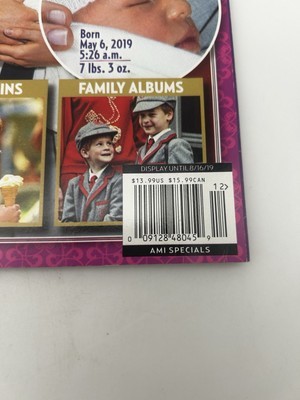 Born
May 6, 2019
5:26 a.m.
7 lbs. 3 oz.
INS
FAMILY ALBUMS
DISPLAY UNTIL 8/16/19
$13.99US $15.99CAN
12>
0 09128 48045 9
AMI SPECIALS